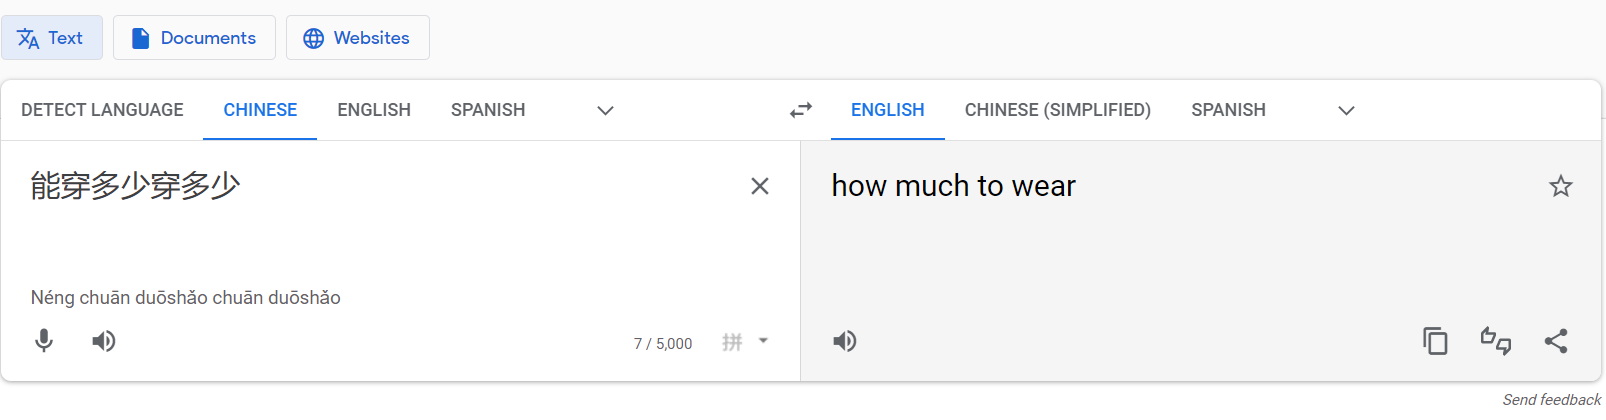 Text Documents Websites
DETECT LANGUAGE CHINESE ENGLISH SPANISH ENGLISH CHINESE (SIMPLIFIED) SPANISH
能穿多少穿多少
how much to wear
Néng chuān duōshǎo chuān duōshǎo
7 / 5,000 拼
Send feedback